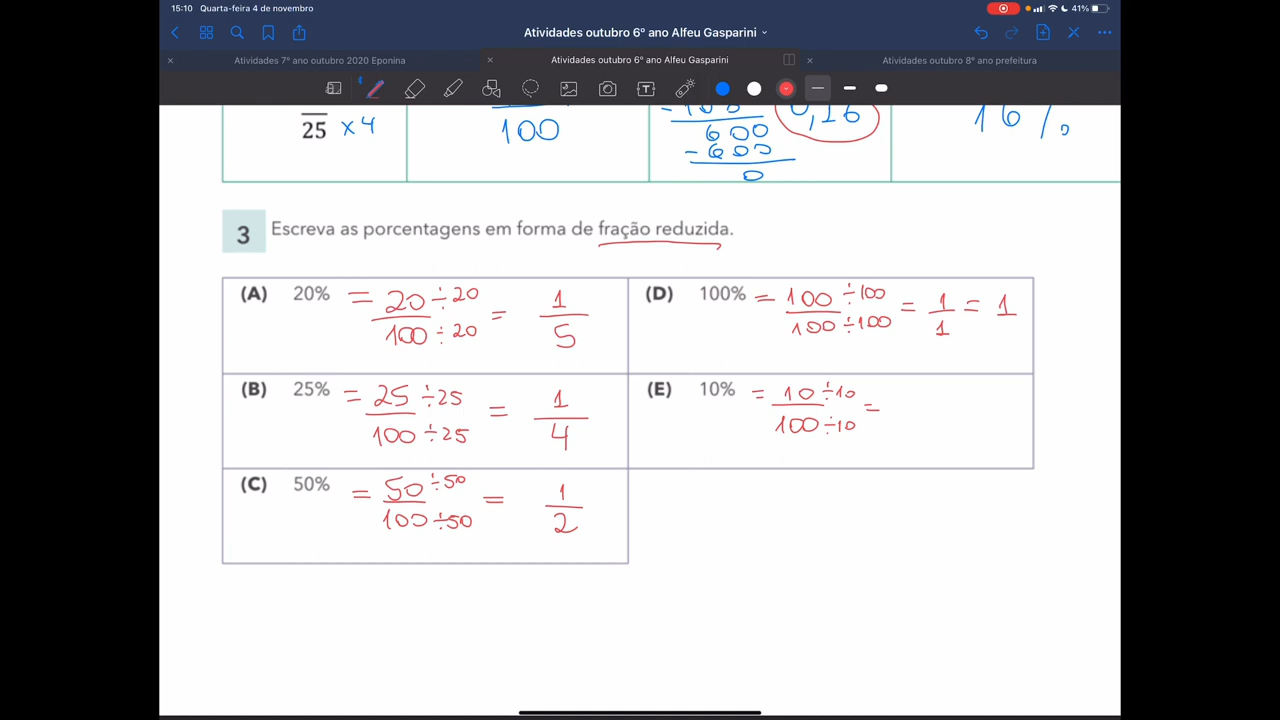 15:10 Quarta-feira 4 de novembro
41%
Atividades outubro 6º ano Alfeu Gasparini
Atividades 7º ano outubro 2020 Eponina
Atividades outubro 6º ano Alfeu Gasparini
Atividades outubro 8º ano prefeitura
25 x 4
100
600
- 600
0
0,16
16%
3 Escreva as porcentagens em forma de fração reduzida.
(A) 20% = 20 ÷ 20 / 100 ÷ 20 = 1/5
(D) 100% = 100 ÷ 100 / 100 ÷ 100 = 1/1 = 1
(B) 25% = 25 ÷ 25 / 100 ÷ 25 = 1/4
(E) 10% = 10 ÷ 10 / 100 ÷ 10 =
(C) 50% = 50 ÷ 50 / 100 ÷ 50 = 1/2